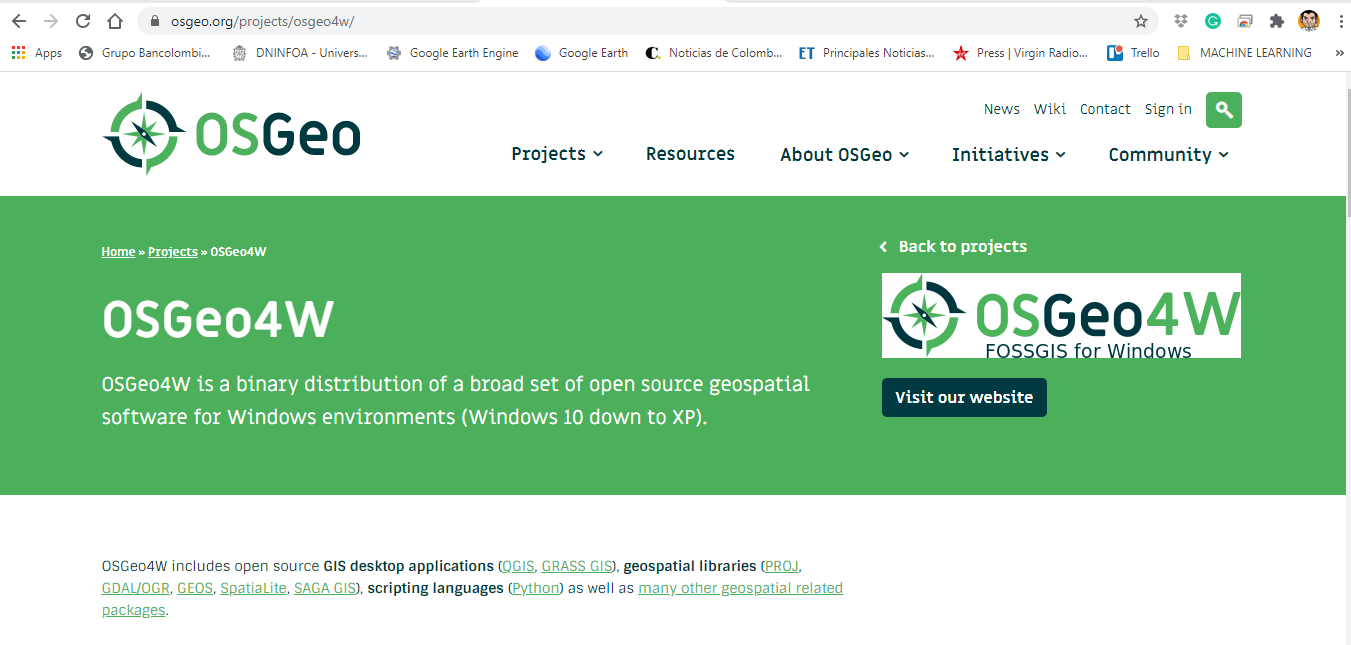 osgeo.org/projects/osgeo4w/
Apps Grupo Bancolombi... DNINFOA - Univers... Google Earth Engine Google Earth Noticias de Colomb... Principales Noticias... Press | Virgin Radio... Trello MACHINE LEARNING »
C.
ET
G
News Wiki Contact Sign in
OSGeo
Projects Resources About OSGeo Initiatives Community
Home » Projects » OSGeo4W
Back to projects
OSGeo4W
OSGeo4W
FOSSGIS for Windows
OSGeo4W is a binary distribution of a broad set of open source geospatial
software for Windows environments (Windows 10 down to XP).
Visit our website
OSGeo4W includes open source GIS desktop applications (QGIS, GRASS GIS), geospatial libraries (PROJ,
GDAL/OGR, GEOS, SpatiaLite, SAGA GIS), scripting languages (Python) as well as many other geospatial related
packages.